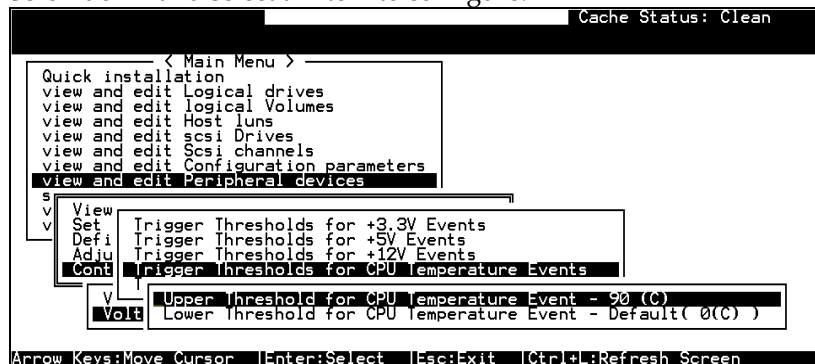 Cache Status: Clean
< Main Menu >
Quick installation
view and edit Logical drives
view and edit logical Volumes
view and edit Host luns
view and edit scsi Drives
view and edit Scsi channels
view and edit Configuration parameters
view and edit Peripheral devices
s
v View
v Set Trigger Thresholds for +3.3V Events
Defi Trigger Thresholds for +5V Events
Adju Trigger Thresholds for +12V Events
Cont Trigger Thresholds for CPU Temperature Events
V Upper Threshold for CPU Temperature Event - 90 (C)
Volt Lower Threshold for CPU Temperature Event - Default( 0(C) )
Arrow Keys:Move Cursor |Enter:Select |Esc:Exit |Ctrl+L:Refresh Screen